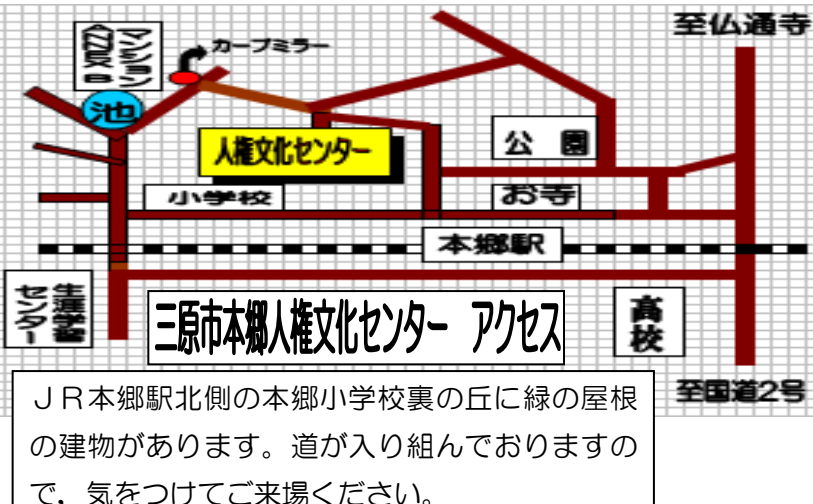 至仏通寺
マンション
カーブミラー
池
人権文化センター
公園
小学校
お寺
本郷駅
生涯学習
センター
三原市本郷人権文化センター アクセス
高校
至国道2号
JR本郷駅北側の本郷小学校裏の丘に緑の屋根
の建物があります。道が入り組んでおりますの
で，気をつけてご来場ください。